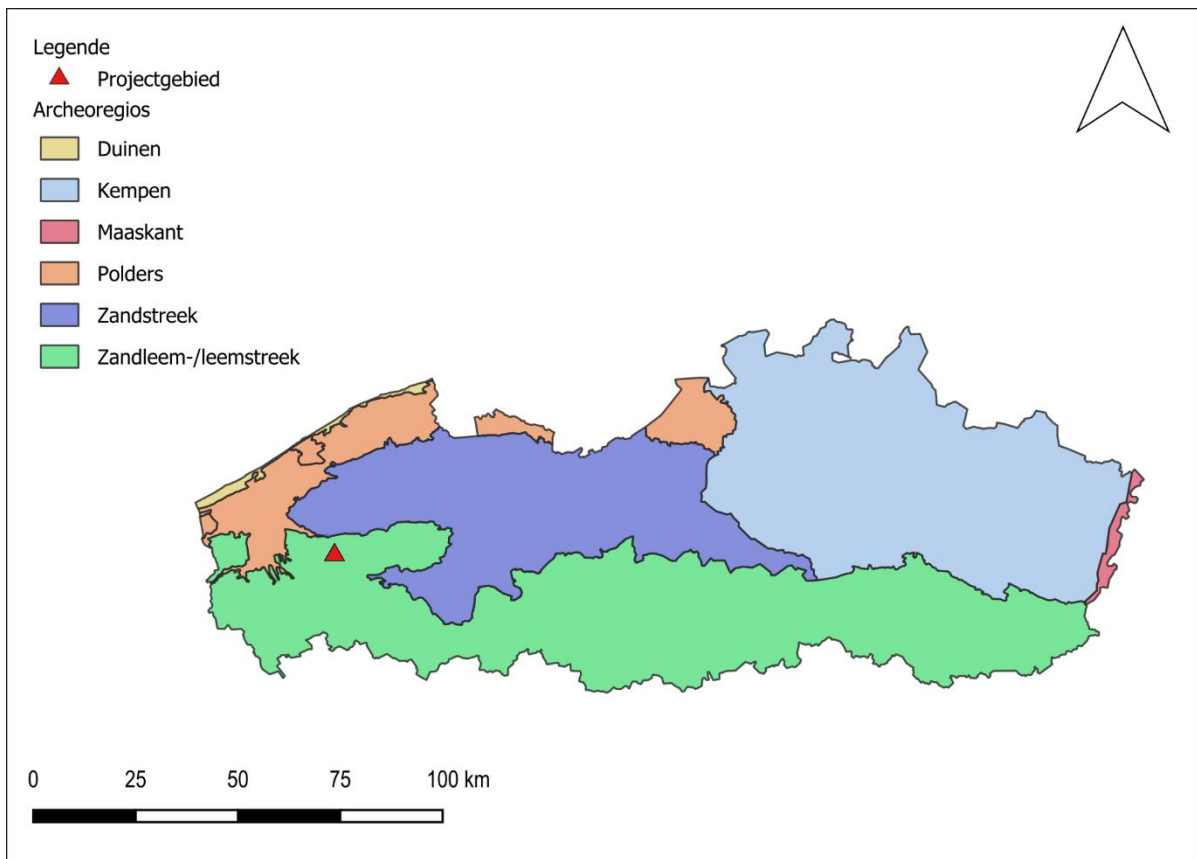 Legende
Projectgebied
Archeoregios
Duinen
Kempen
Maaskant
Polders
Zandstreek
Zandleem-/leemstreek
0 25 50 75 100 km